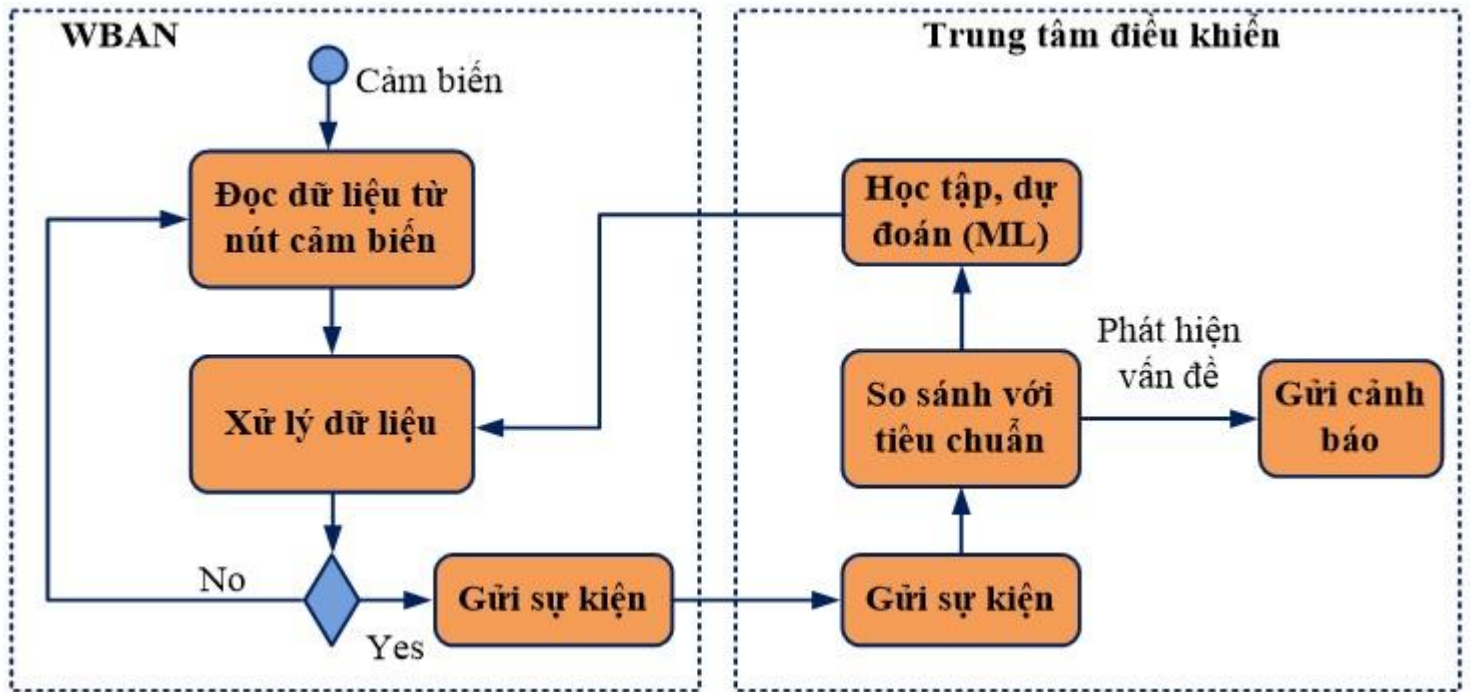 WBAN
Cảm biến
Đọc dữ liệu từ
nút cảm biến
Xử lý dữ liệu
No
Yes
Gửi sự kiện
Trung tâm điều khiển
Học tập, dự
đoán (ML)
Phát hiện
vấn đề
So sánh với
tiêu chuẩn
Gửi cảnh
báo
Gửi sự kiện